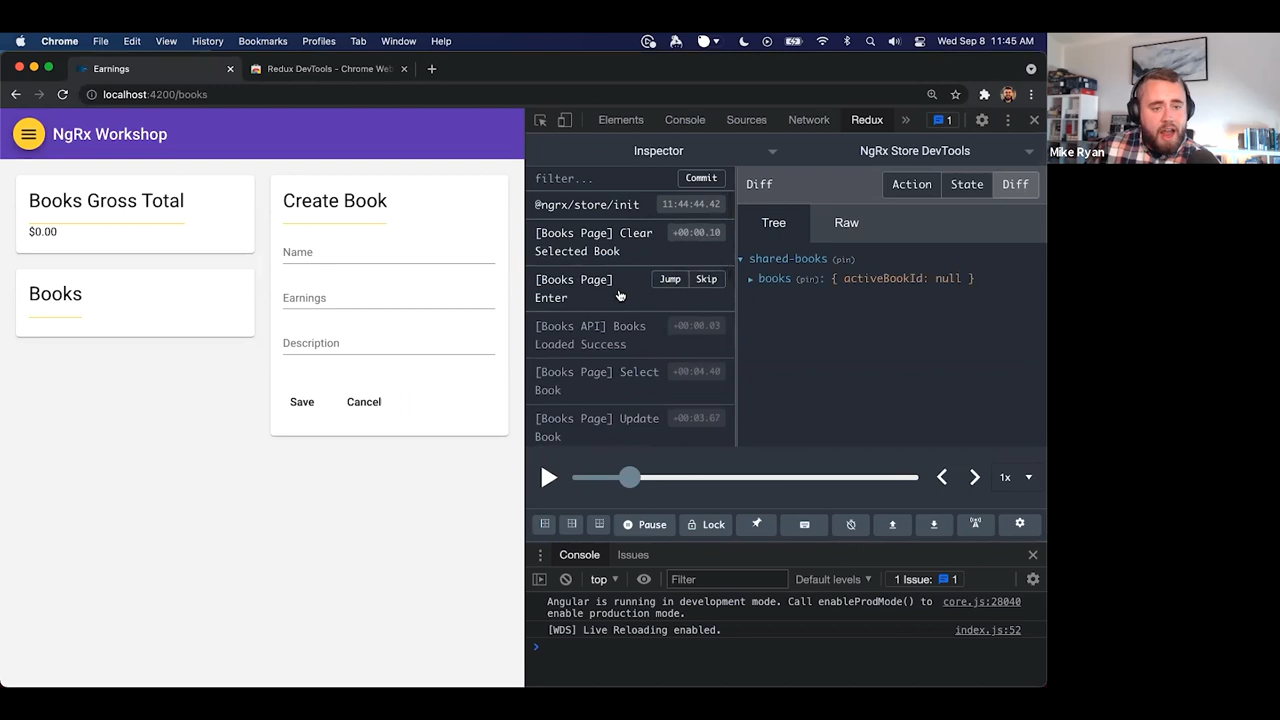 Chrome File Edit View History Bookmarks Profiles Tab Window Help Wed Sep 8 11:45 AM
Earnings Redux DevTools - Chrome Web
localhost:4200/books
NgRx Workshop
Books Gross Total
$0.00
Books
Create Book
Name
Earnings
Description
Save Cancel
Elements Console Sources Network Redux » 1
Inspector NgRx Store DevTools
filter... Commit
@ngrx/store/init 11:44:44.42
[Books Page] Clear +00:00.10
Selected Book
[Books Page] Jump Skip
Enter
[Books API] Books +00:00.03
Loaded Success
[Books Page] Select +00:04.40
Book
[Books Page] Update +00:03.67
Book
Diff Action State Diff
Tree Raw
shared-books (pin)
books (pin): { activeBookId: null }
1x
Pause Lock
Console Issues
top Filter Default levels 1 Issue: 1
Angular is running in development mode. Call enableProdMode() to core.js:28040
enable production mode.
[WDS] Live Reloading enabled. index.js:52
Mike Ryan